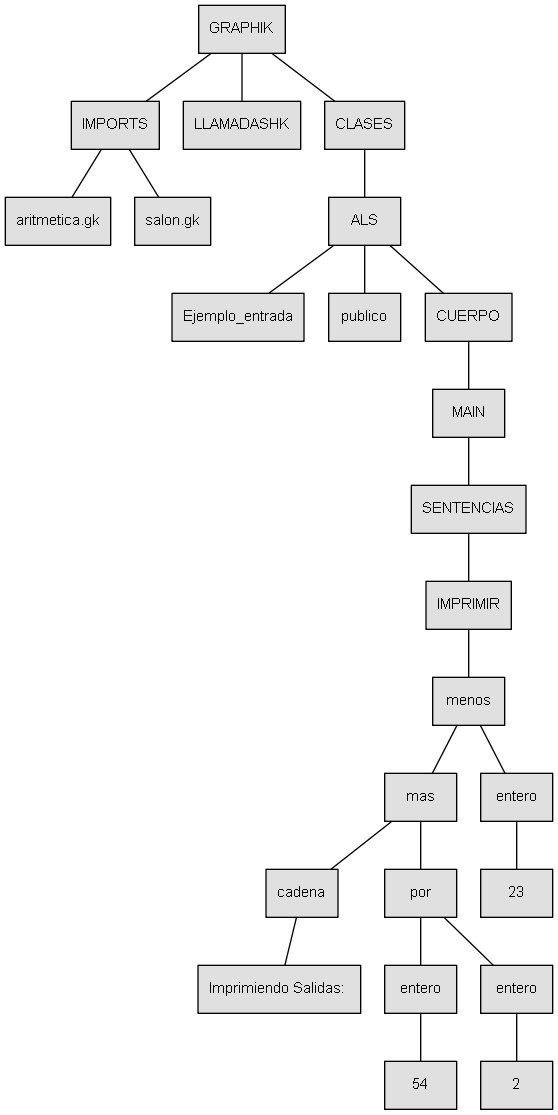 GRAPHIK
IMPORTS
LLAMADASHK
CLASES
aritmetica.gk
salon.gk
ALS
Ejemplo_entrada
publico
CUERPO
MAIN
SENTENCIAS
IMPRIMIR
menos
mas
entero
cadena
por
23
Imprimiendo Salidas:
entero
entero
54
2